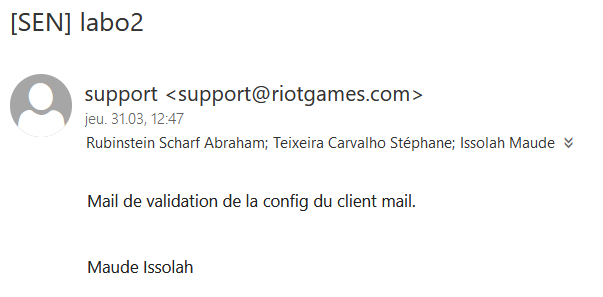 [SEN] labo2
support <support@riotgames.com>
jeu. 31.03, 12:47
Rubinstein Scharf Abraham; Teixeira Carvalho Stéphane; Issolah Maude
Mail de validation de la config du client mail.
Maude Issolah